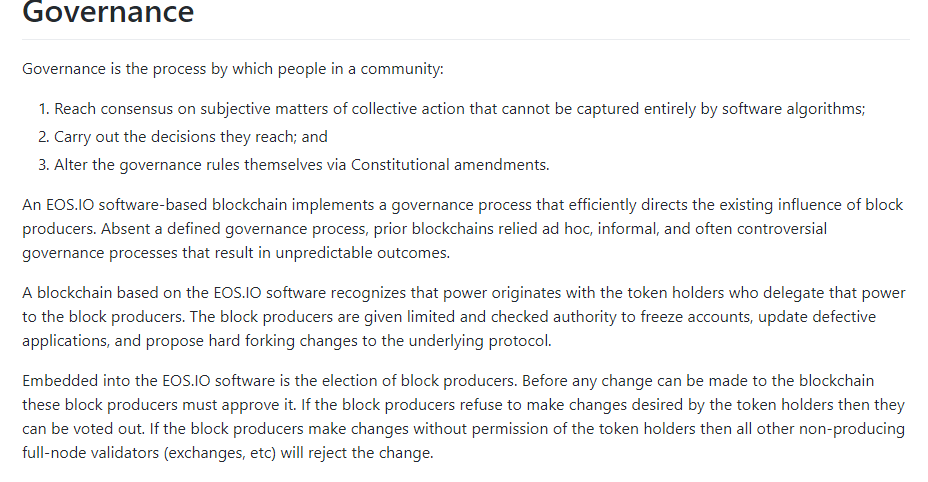 Governance
Governance is the process by which people in a community:
1. Reach consensus on subjective matters of collective action that cannot be captured entirely by software algorithms;
2. Carry out the decisions they reach; and
3. Alter the governance rules themselves via Constitutional amendments.
An EOS.IO software-based blockchain implements a governance process that efficiently directs the existing influence of block
producers. Absent a defined governance process, prior blockchains relied ad hoc, informal, and often controversial
governance processes that result in unpredictable outcomes.
A blockchain based on the EOS.IO software recognizes that power originates with the token holders who delegate that power
to the block producers. The block producers are given limited and checked authority to freeze accounts, update defective
applications, and propose hard forking changes to the underlying protocol.
Embedded into the EOS.IO software is the election of block producers. Before any change can be made to the blockchain
these block producers must approve it. If the block producers refuse to make changes desired by the token holders then they
can be voted out. If the block producers make changes without permission of the token holders then all other non-producing
full-node validators (exchanges, etc) will reject the change.